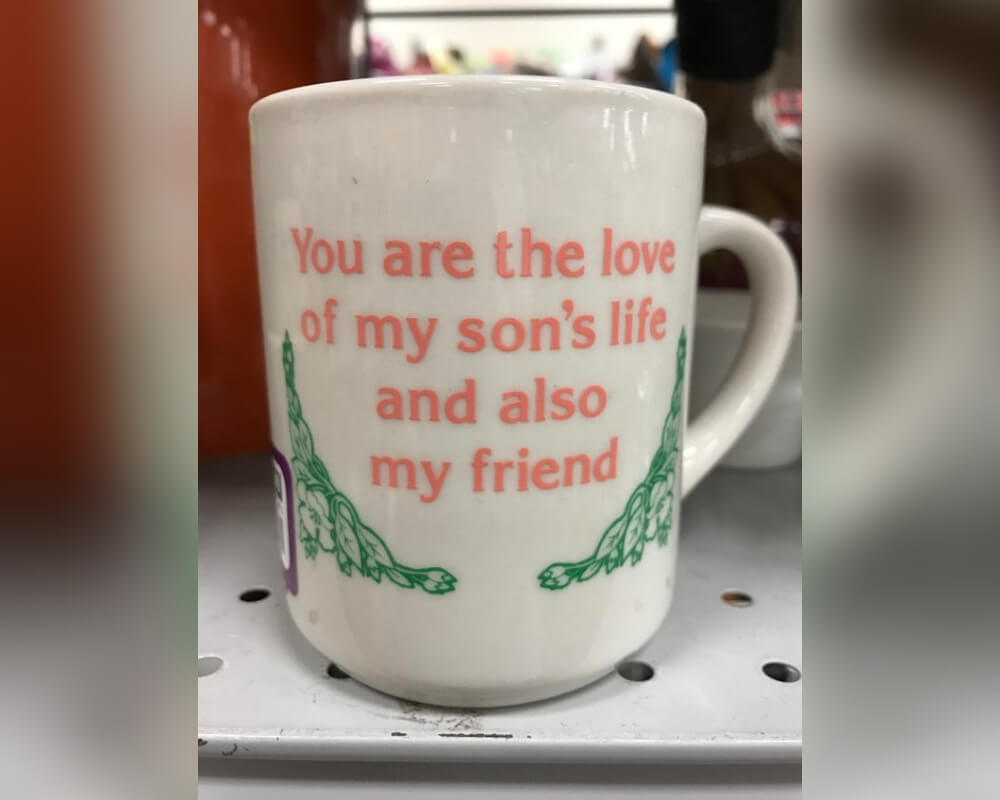 You are the love
of my son's life
and also
my friend